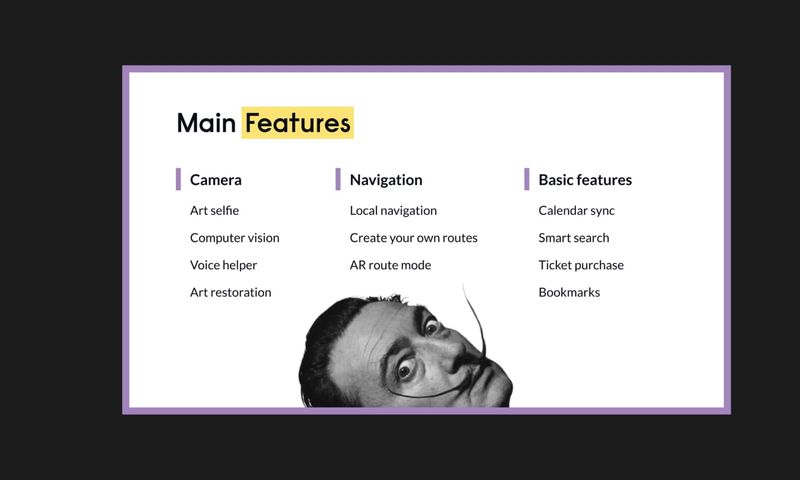 Main Features
Camera
Art selfie
Computer vision
Voice helper
Art restoration
Navigation
Local navigation
Create your own routes
AR route mode
Basic features
Calendar sync
Smart search
Ticket purchase
Bookmarks